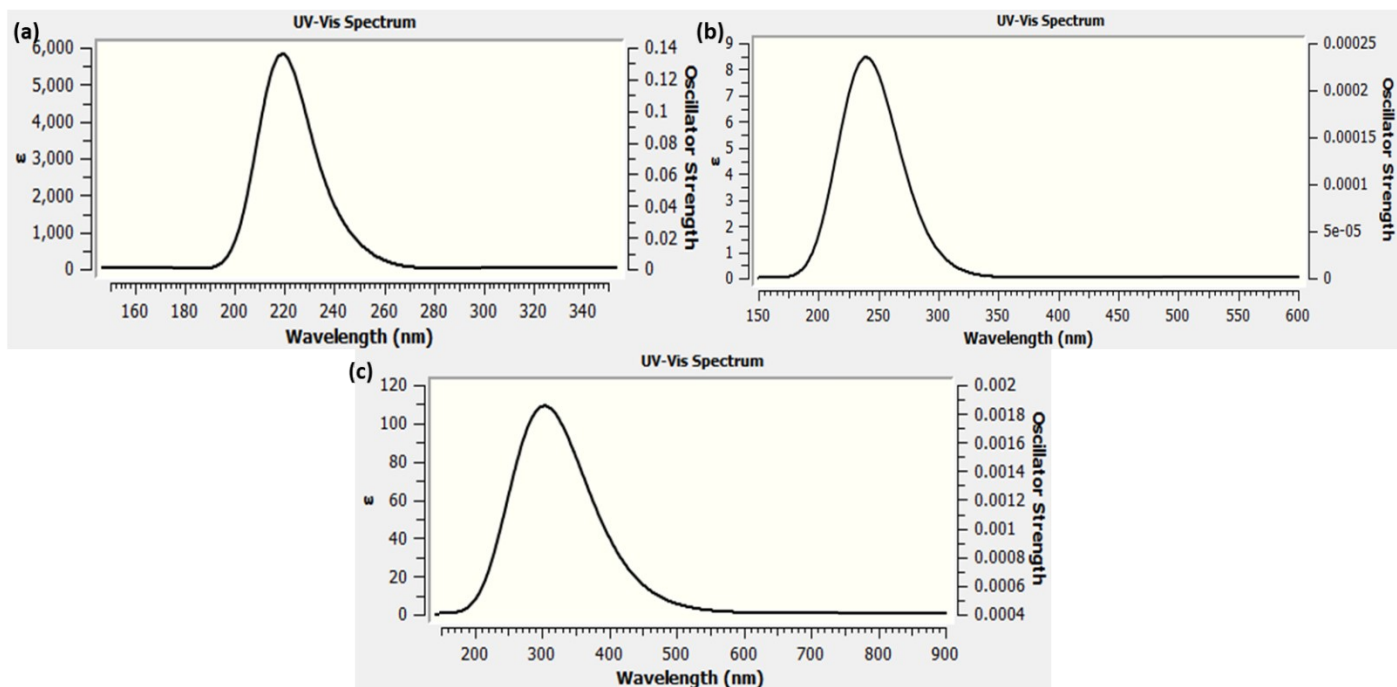 (a)
UV-Vis Spectrum
6,000
5,000
4,000
3,000
2,000
1,000
0
ε
0.14
0.12
0.1
0.08
0.06
0.04
0.02
0
Oscillator Strength
160 180 200 220 240 260 280 300 320 340
Wavelength (nm)
(b)
UV-Vis Spectrum
9
8
7
6
5
4
3
2
1
0
ε
0.00025
0.0002
0.00015
0.0001
5e-05
0
Oscillator Strength
150 200 250 300 350 400 450 500 550 600
Wavelength (nm)
(c)
UV-Vis Spectrum
120
100
80
60
40
20
0
ε
0.002
0.0018
0.0016
0.0014
0.0012
0.001
0.0008
0.0006
0.0004
Oscillator Strength
200 300 400 500 600 700 800 900
Wavelength (nm)